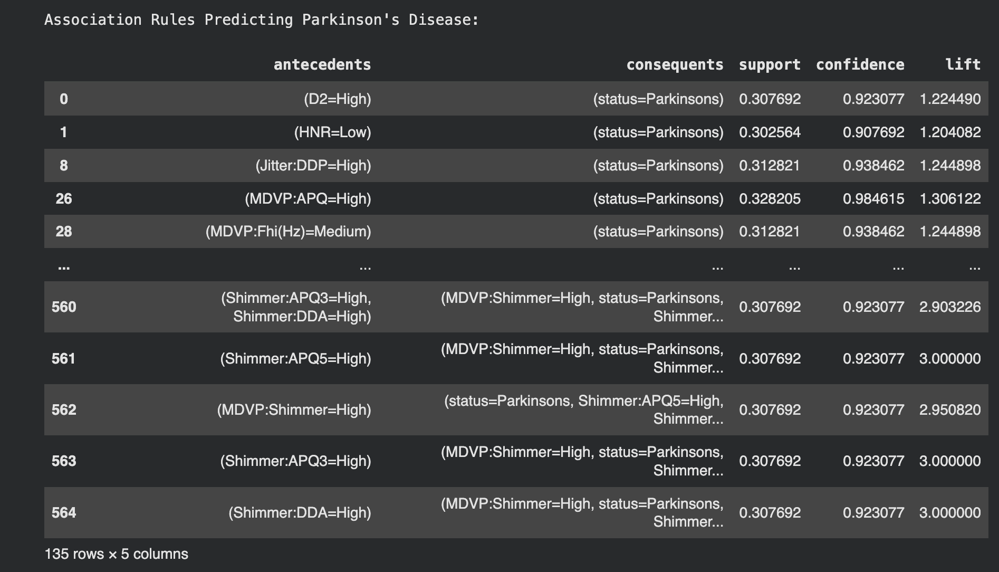 Association Rules Predicting Parkinson's Disease:
antecedents consequents support confidence lift
0 (D2=High) (status=Parkinsons) 0.307692 0.923077 1.224490
1 (HNR=Low) (status=Parkinsons) 0.302564 0.907692 1.204082
8 (Jitter:DDP=High) (status=Parkinsons) 0.312821 0.938462 1.244898
26 (MDVP:APQ=High) (status=Parkinsons) 0.328205 0.984615 1.306122
28 (MDVP:Fhi(Hz)=Medium) (status=Parkinsons) 0.312821 0.938462 1.244898
... ... ... ... ... ...
560 (Shimmer:APQ3=High, (MDVP:Shimmer=High, status=Parkinsons, 0.307692 0.923077 2.903226
Shimmer:DDA=High) Shimmer...
561 (Shimmer:APQ5=High) (MDVP:Shimmer=High, status=Parkinsons, 0.307692 0.923077 3.000000
Shimmer...
562 (MDVP:Shimmer=High) (status=Parkinsons, Shimmer:APQ5=High, 0.307692 0.923077 2.950820
Shimmer...
563 (Shimmer:APQ3=High) (MDVP:Shimmer=High, status=Parkinsons, 0.307692 0.923077 3.000000
Shimmer...
564 (Shimmer:DDA=High) (MDVP:Shimmer=High, status=Parkinsons, 0.307692 0.923077 3.000000
Shimmer...
135 rows × 5 columns